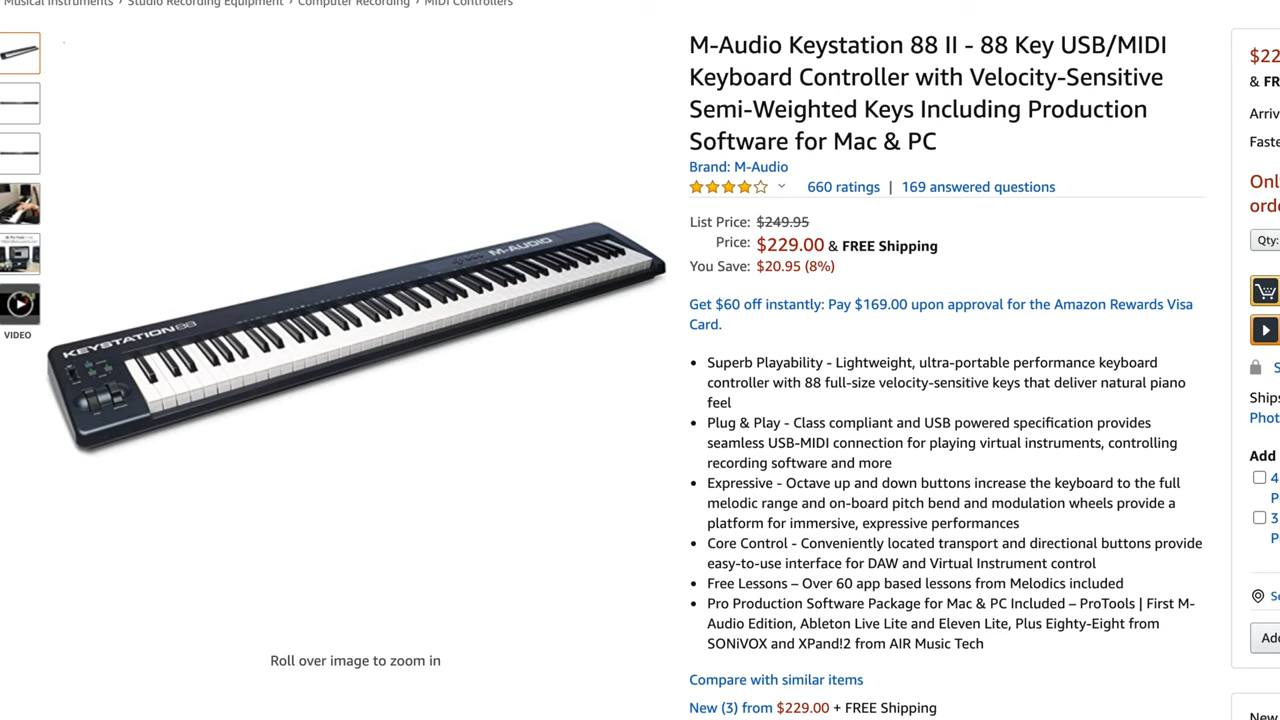 Musical Instruments › Studio Recording Equipment › Computer Recording › MIDI Controllers
M-Audio Keystation 88 II - 88 Key USB/MIDI
Keyboard Controller with Velocity-Sensitive
Semi-Weighted Keys Including Production
Software for Mac & PC
Brand: M-Audio
660 ratings | 169 answered questions
List Price: $249.95
Price: $229.00 & FREE Shipping
You Save: $20.95 (8%)
Get $60 off instantly: Pay $169.00 upon approval for the Amazon Rewards Visa
Card.
• Superb Playability - Lightweight, ultra-portable performance keyboard
controller with 88 full-size velocity-sensitive keys that deliver natural piano
feel
• Plug & Play - Class compliant and USB powered specification provides
seamless USB-MIDI connection for playing virtual instruments, controlling
recording software and more
• Expressive - Octave up and down buttons increase the keyboard to the full
melodic range and on-board pitch bend and modulation wheels provide a
platform for immersive, expressive performances
• Core Control - Conveniently located transport and directional buttons provide
easy-to-use interface for DAW and Virtual Instrument control
• Free Lessons – Over 60 app based lessons from Melodics included
• Pro Production Software Package for Mac & PC Included – ProTools | First M-
Audio Edition, Ableton Live Lite and Eleven Lite, Plus Eighty-Eight from
SONiVOX and XPand!2 from AIR Music Tech
Compare with similar items
New (3) from $229.00 + FREE Shipping
VIDEO
M-AUDIO
KEYSTATION 88
Roll over image to zoom in
$22
& FR
Arriv
Faste
Onl
orde
Qty:
S
Ships
Phot
Add
4
P
3
P
Se
Add
New